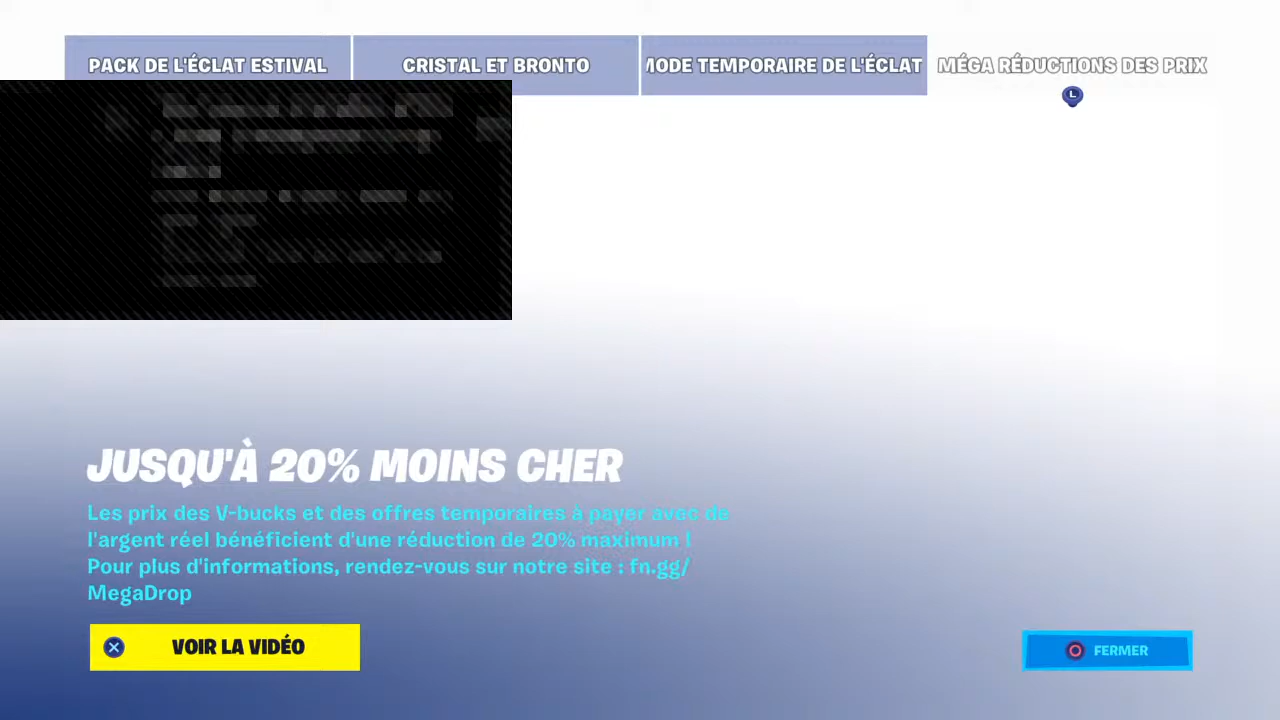 PACK DE L'ÉCLAT ESTIVAL
CRISTAL ET BRONTO
MODE TEMPORAIRE DE L'ÉCLAT
MÉGA RÉDUCTIONS DES PRIX
L
JUSQU'À 20% MOINS CHER
Les prix des V-bucks et des offres temporaires à payer avec de
l'argent réel bénéficient d'une réduction de 20% maximum !
Pour plus d'informations, rendez-vous sur notre site : fn.gg/
MegaDrop
VOIR LA VIDÉO
FERMER